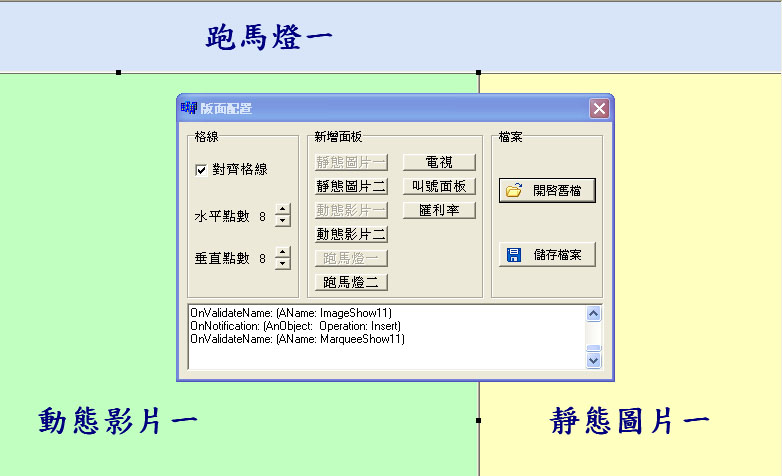 跑馬燈一
版面配置
格線
對齊格線
水平點數 8
垂直點數 8
新增面板
靜態圖片一
電視
靜態圖片二
叫號面板
動態影片一
匯利率
動態影片二
跑馬燈一
跑馬燈二
檔案
開啓舊檔
儲存檔案
OnValidateName: (AName: ImageShow11)
OnNotification: (AnObject:  Operation: Insert)
OnValidateName: (AName: MarqueeShow11)
動態影片一
靜態圖片一